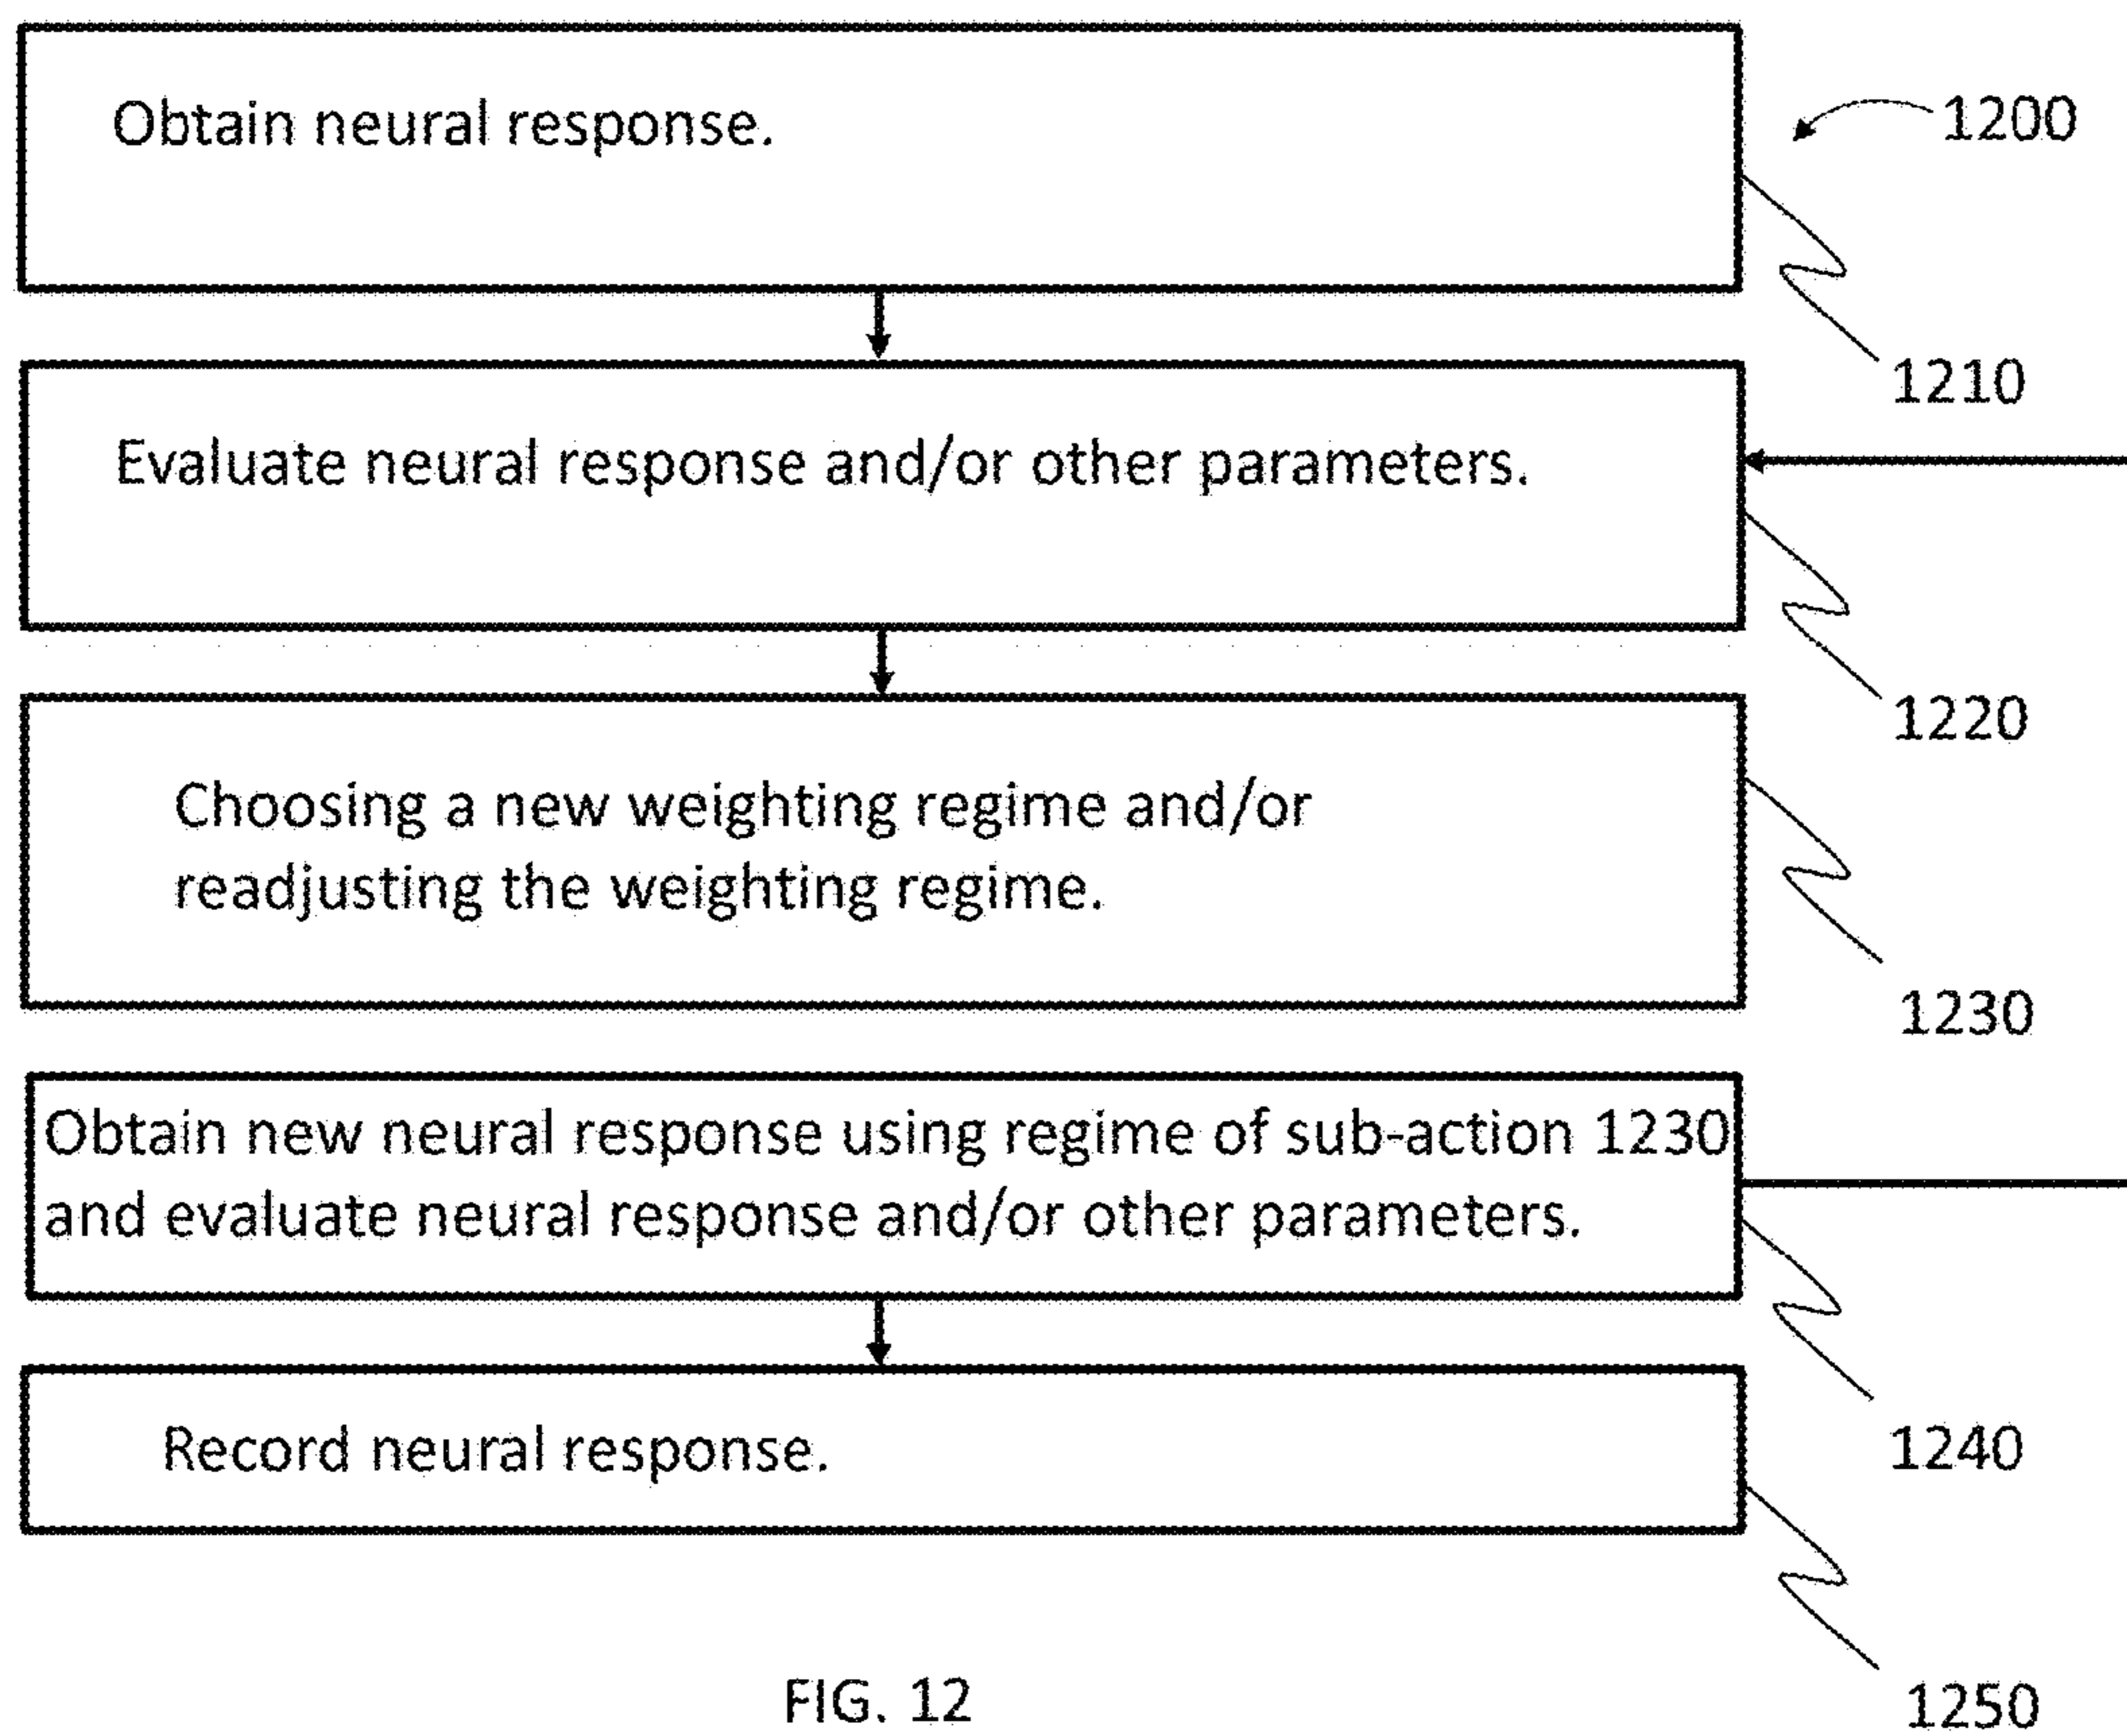 Obtain neural response.
1200
1210
Evaluate neural response and/or other parameters.
1220
Choosing a new weighting regime and/or
readjusting the weighting regime.
1230
Obtain new neural response using regime of sub-action 1230
and evaluate neural response and/or other parameters.
1240
Record neural response.
1250
FIG. 12